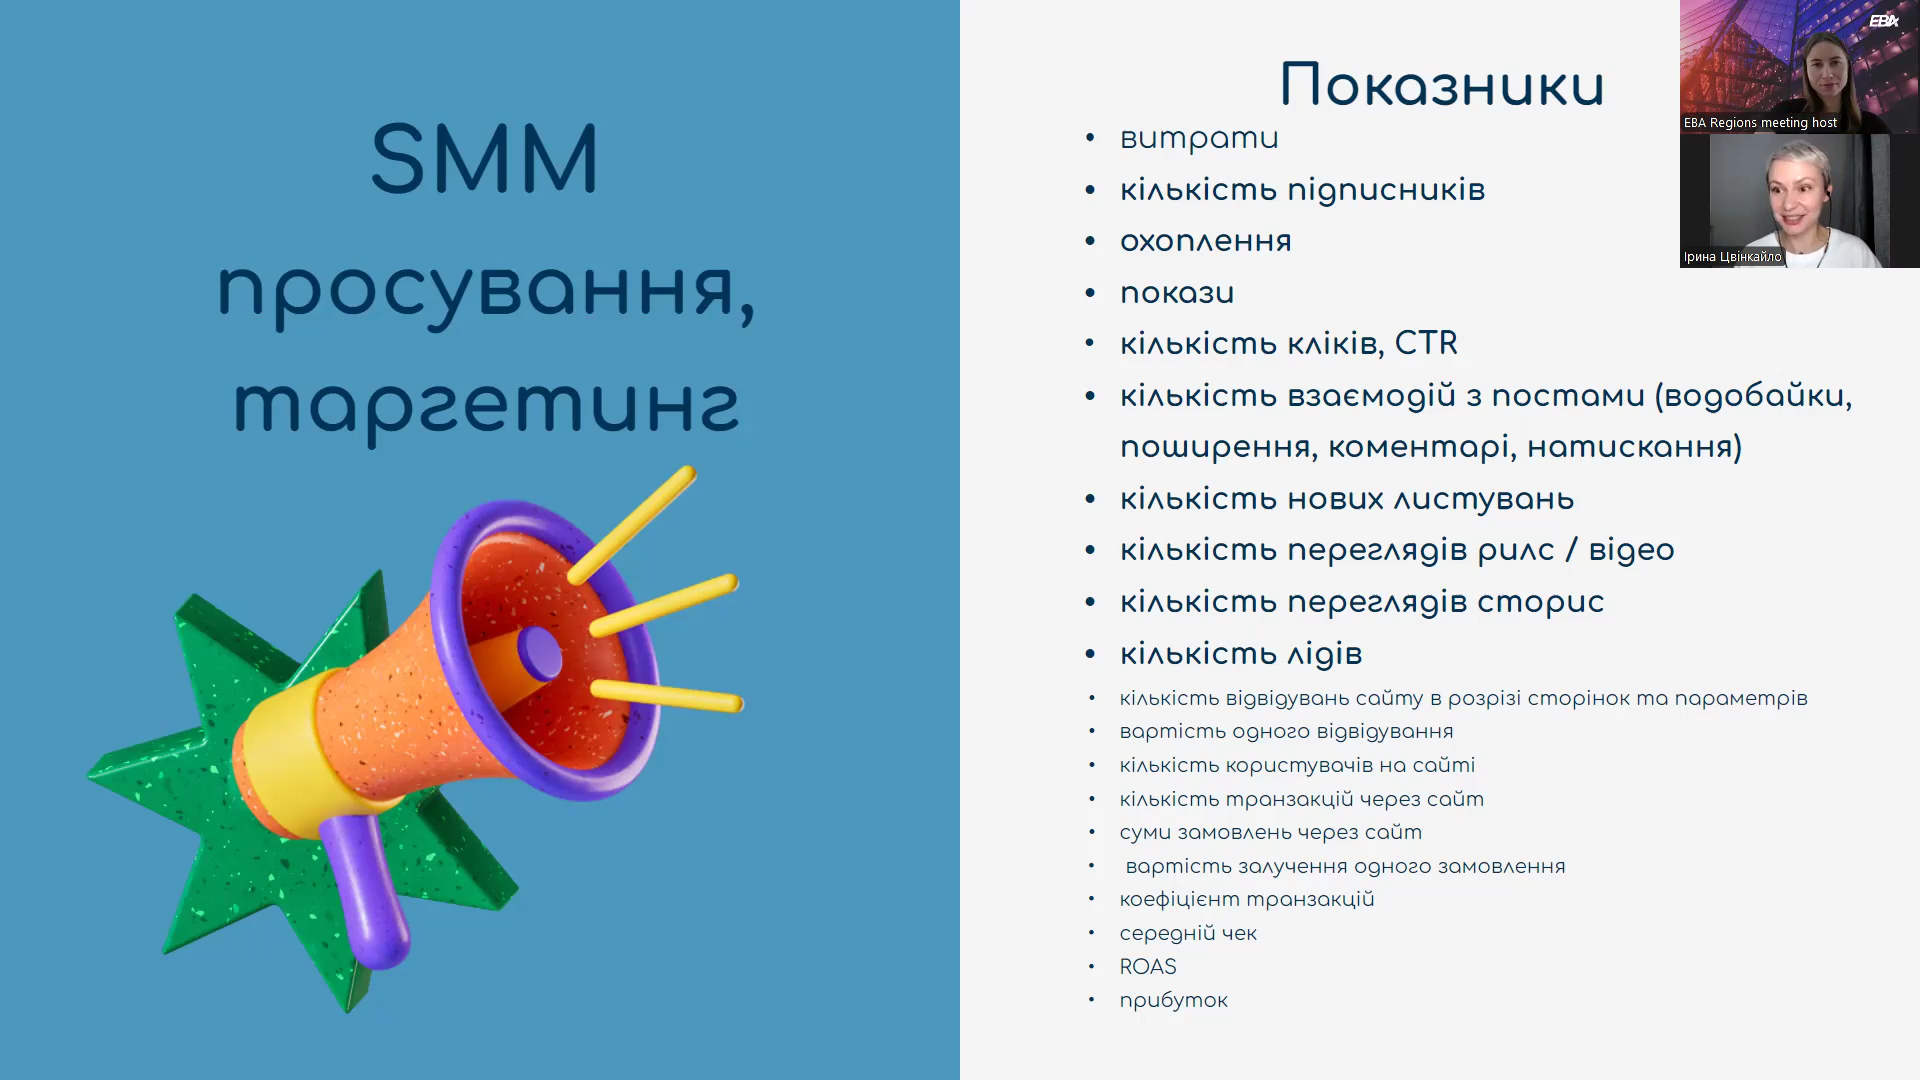 SMM
просування,
таргетинг
Показники
• витрати
• кількість підписників
• охоплення
• покази
• кількість кліків, CTR
• кількість взаємодій з постами (водобайки,
поширення, коментарі, натискання)
• кількість нових листувань
• кількість переглядів рилс / відео
• кількість переглядів сторис
• кількість лідів
• кількість відвідувань сайту в розрізі сторінок та параметрів
• вартість одного відвідування
• кількість користувачів на сайті
• кількість транзакцій через сайт
• суми замовлень через сайт
• вартість залучення одного замовлення
• коефіцієнт транзакцій
• середній чек
• ROAS
• прибуток
EBA
EBA Regions meeting host
Ірина Цвінкайло